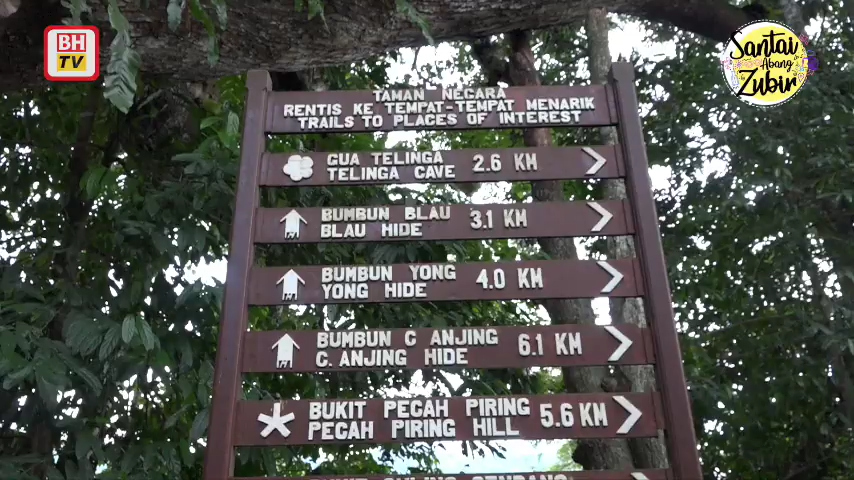 BH
TV
Santai
Abang
Zubir
TAMAN NEGARA
RENTIS KE TEMPAT-TEMPAT MENARIK
TRAILS TO PLACES OF INTEREST
GUA TELINGA 2.6 KM
TELINGA CAVE
BUMBUN BLAU 3.1 KM
BLAU HIDE
BUMBUN YONG 4.0 KM
YONG HIDE
BUMBUN C ANJING 6.1 KM
C. ANJING HIDE
BUKIT PECAH PIRING 5.6 KM
PECAH PIRING HILL